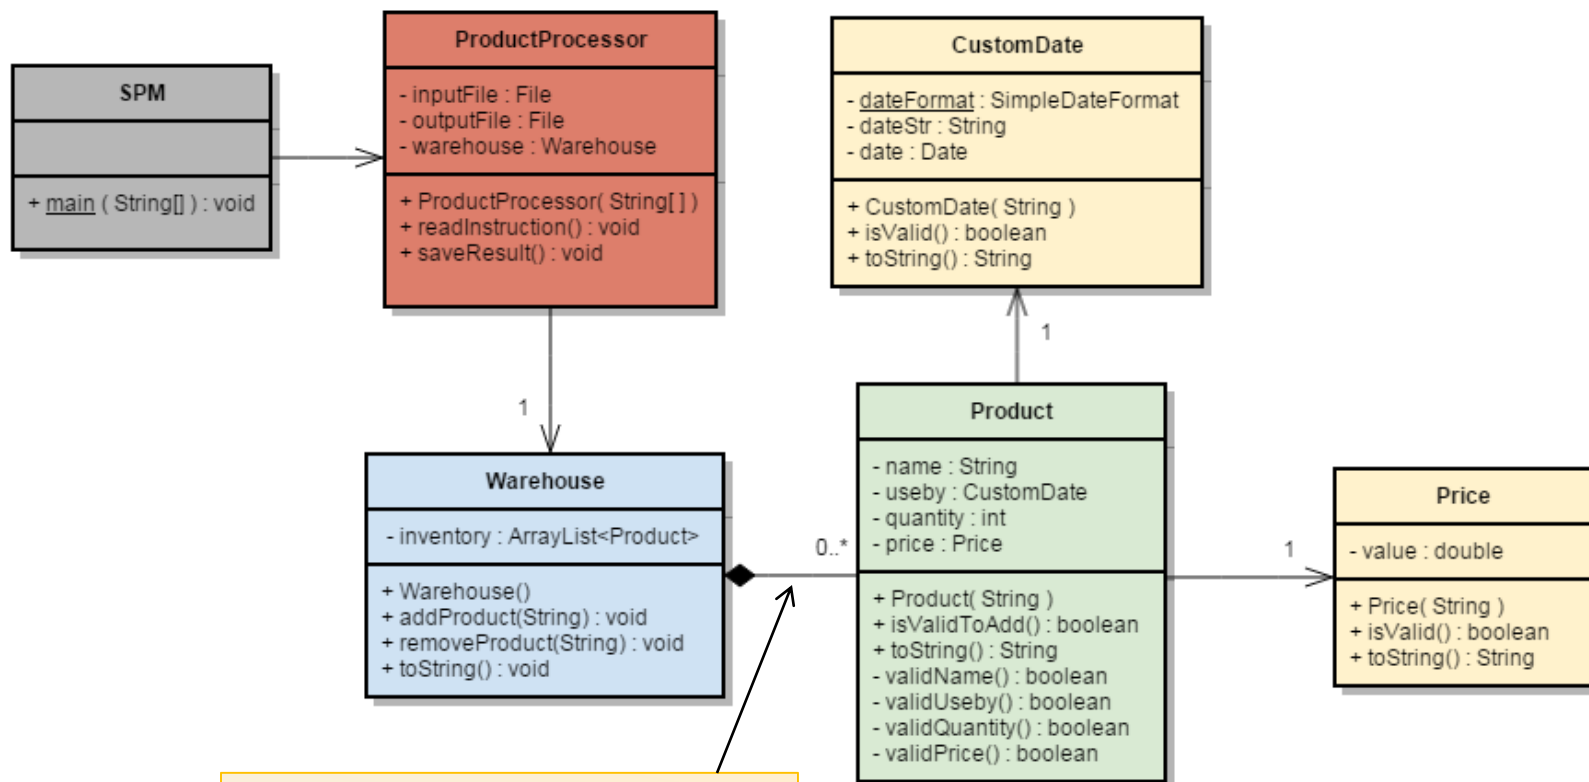 SPM
+ main ( String[] ) : void
ProductProcessor
- inputFile : File
- outputFile : File
- warehouse : Warehouse
+ ProductProcessor( String[ ] )
+ readInstruction() : void
+ saveResult() : void
CustomDate
- dateFormat : SimpleDateFormat
- dateStr : String
- date : Date
+ CustomDate( String )
+ isValid() : boolean
+ toString() : String
1
1
Warehouse
- inventory : ArrayList<Product>
+ Warehouse()
+ addProduct(String) : void
+ removeProduct(String) : void
+ toString() : void
0..*
Product
- name : String
- useby : CustomDate
- quantity : int
- price : Price
+ Product( String )
+ isValidToAdd() : boolean
+ toString() : String
- validName() : boolean
- validUseby() : boolean
- validQuantity() : boolean
- validPrice() : boolean
1
Price
- value : double
+ Price( String )
+ isValid() : boolean
+ toString() : String